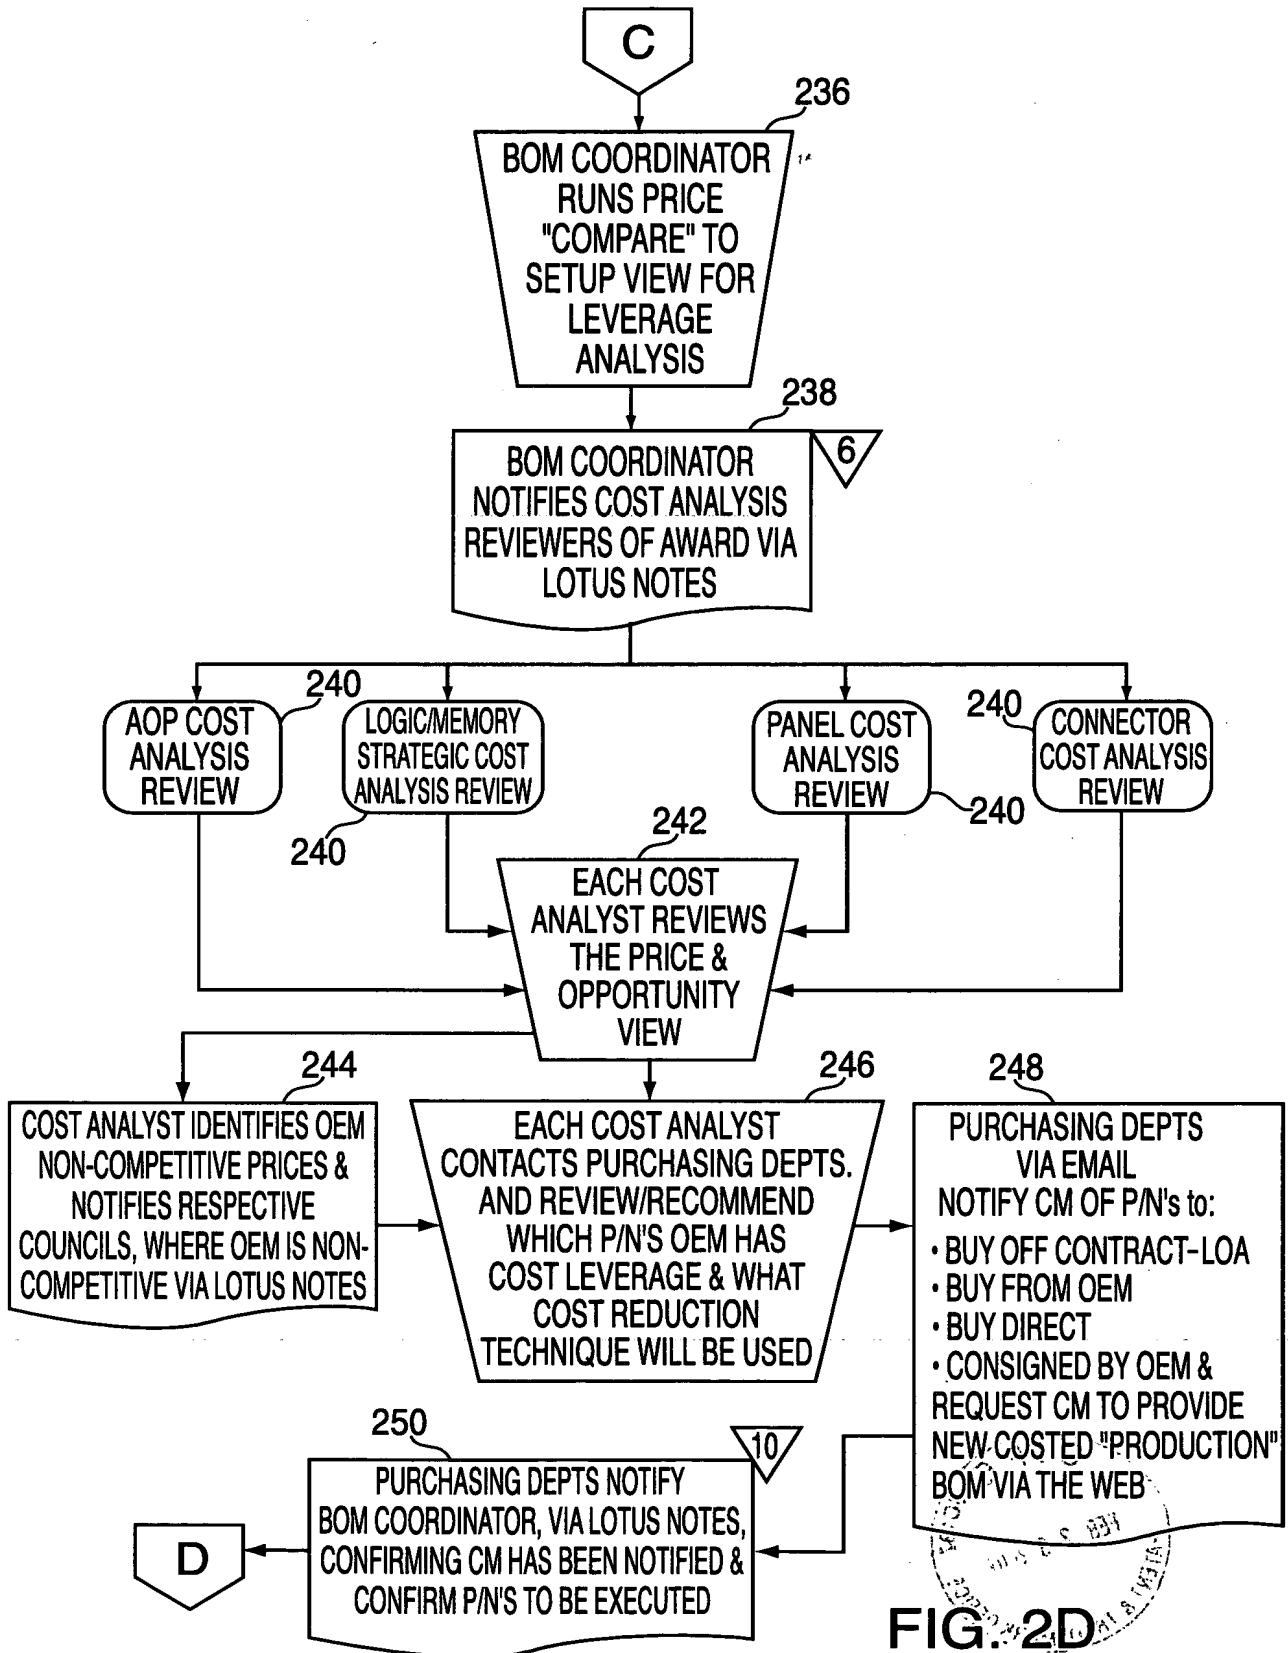 C
236
BOM COORDINATOR
RUNS PRICE
"COMPARE" TO
SETUP VIEW FOR
LEVERAGE
ANALYSIS
238
6
BOM COORDINATOR
NOTIFIES COST ANALYSIS
REVIEWERS OF AWARD VIA
LOTUS NOTES
240
AOP COST
ANALYSIS
REVIEW
LOGIC/MEMORY
STRATEGIC COST
ANALYSIS REVIEW
240
PANEL COST
ANALYSIS
REVIEW
240
240
CONNECTOR
COST ANALYSIS
REVIEW
242
EACH COST
ANALYST REVIEWS
THE PRICE &
OPPORTUNITY
VIEW
244
COST ANALYST IDENTIFIES OEM
NON-COMPETITIVE PRICES &
NOTIFIES RESPECTIVE
COUNCILS, WHERE OEM IS NON-
COMPETITIVE VIA LOTUS NOTES
246
EACH COST ANALYST
CONTACTS PURCHASING DEPTS.
AND REVIEW/RECOMMEND
WHICH P/N'S OEM HAS
COST LEVERAGE & WHAT
COST REDUCTION
TECHNIQUE WILL BE USED
248
PURCHASING DEPTS
VIA EMAIL
NOTIFY CM OF P/N's to:
• BUY OFF CONTRACT-LOA
• BUY FROM OEM
• BUY DIRECT
• CONSIGNED BY OEM &
REQUEST CM TO PROVIDE
NEW COSTED "PRODUCTION"
BOM VIA THE WEB
250
10
PURCHASING DEPTS NOTIFY
BOM COORDINATOR, VIA LOTUS NOTES,
CONFIRMING CM HAS BEEN NOTIFIED &
CONFIRM P/N'S TO BE EXECUTED
D
FIG. 2D